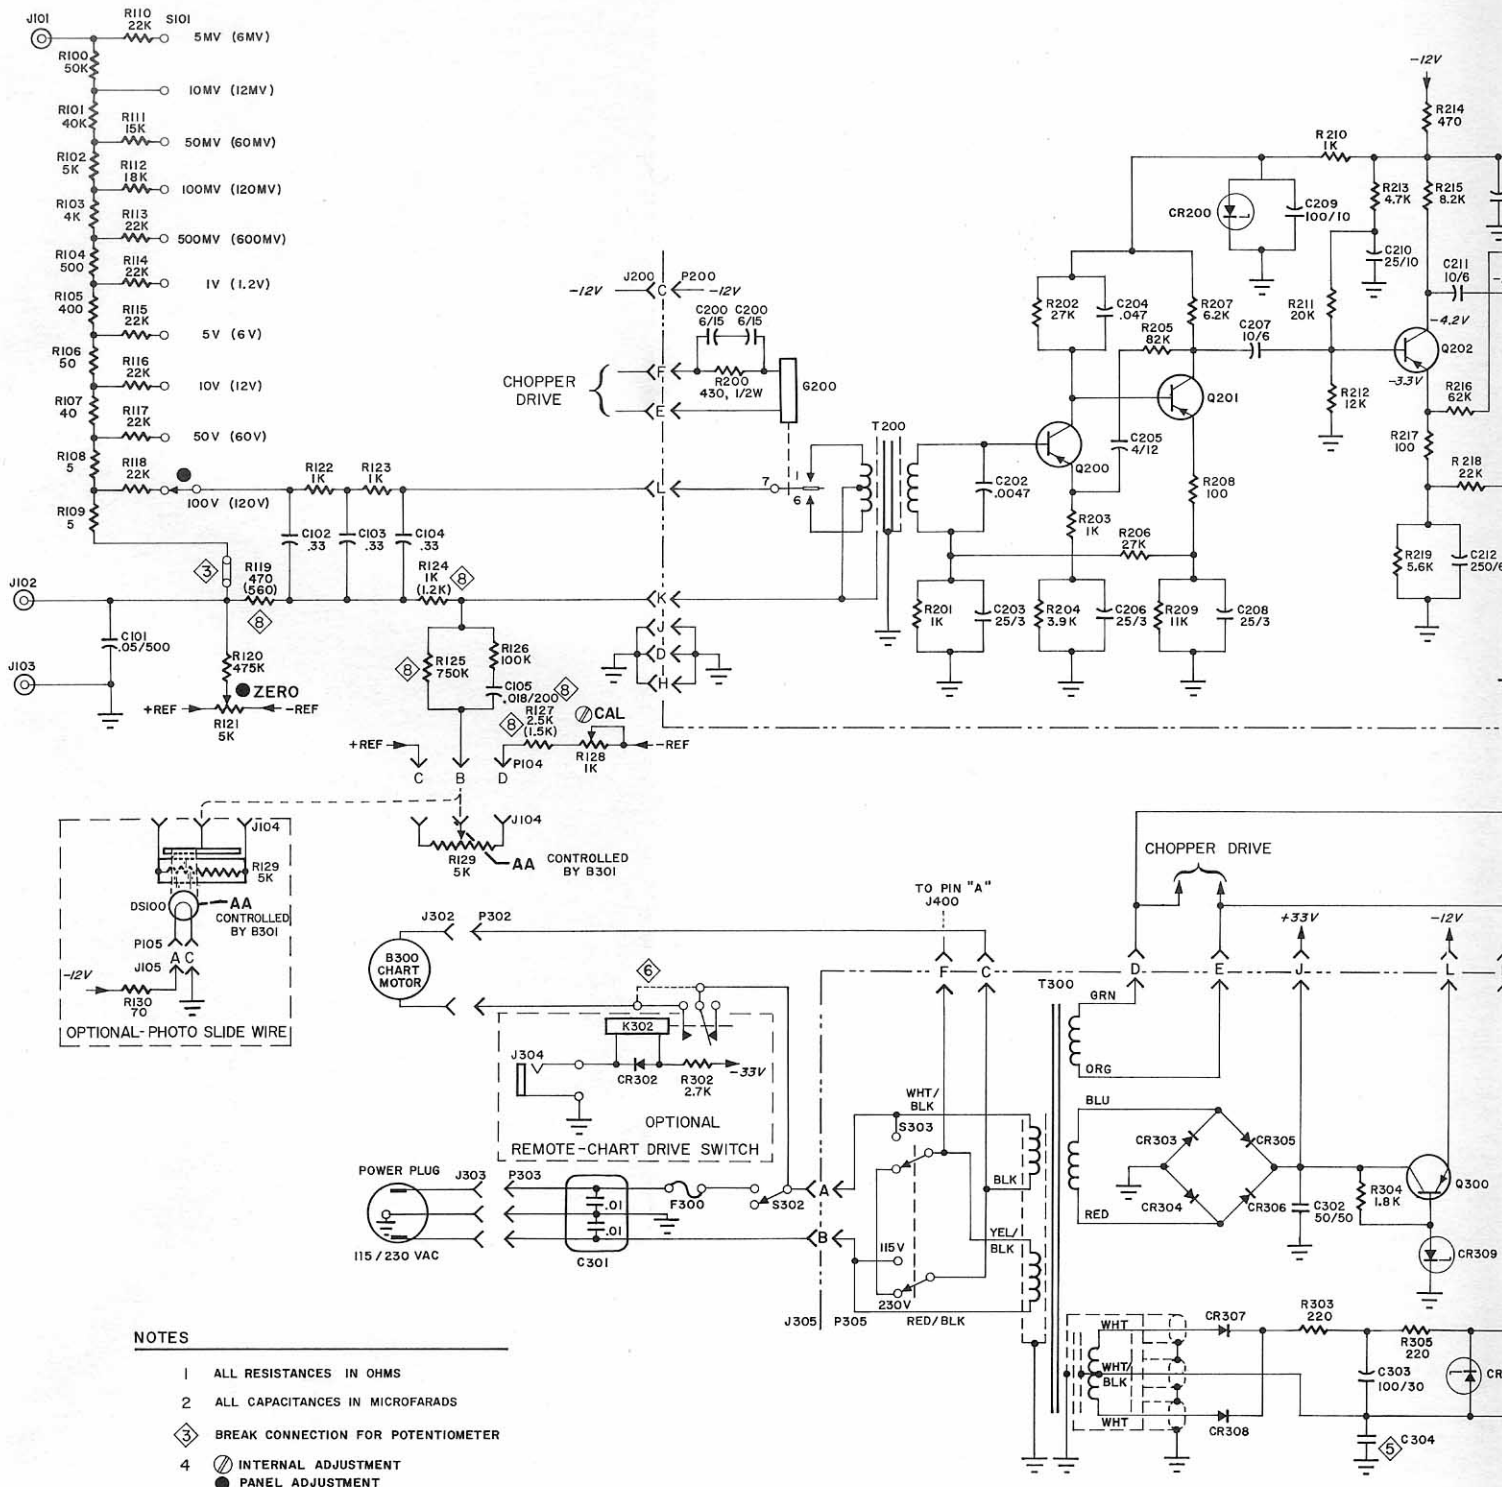 J101
R110
22K
S101
5MV (6MV)
R100
50K
10MV (12MV)
R101
40K
R111
15K
50MV (60MV)
R102
5K
R112
18K
100MV (120MV)
R103
4K
R113
22K
500MV (600MV)
R104
500
R114
22K
1V (1.2V)
R105
400
R115
22K
5V (6V)
R106
50
R116
22K
10V (12V)
R107
40
R117
22K
50V (60V)
R108
5
R118
22K
100V (120V)
R109
5
R122
1K
R123
1K
C102
.33
C103
.33
C104
.33
3
R119
470
(560)
8
R124
1K
(1.2K)
8
J102
C101
.05/500
J103
R120
475K
ZERO
+REF
R121
5K
-REF
8
R125
750K
R126
100K
C105
.018/200
8
8
R127
2.5K
(1.5K)
CAL
+REF
R128
1K
-REF
C
B
D
P104
J104
R129
5K
AA
CONTROLLED
BY B301
J104
R129
5K
DS100
AA
CONTROLLED
BY B301
P105
A C
J105
-12V
R130
70
OPTIONAL-PHOTO SLIDE WIRE
-12V
J200
C
P200
-12V
C200
6/15
C200
6/15
CHOPPER
DRIVE
F
R200
430, 1/2W
G200
E
L
7
1
6
T200
K
J
D
H
C202
.0047
Q200
R202
27K
C204
.047
R205
82K
R207
6.2K
C207
10/6
Q201
C205
4/12
R208
100
R203
1K
R206
27K
R201
1K
C203
25/3
R204
3.9K
C206
25/3
R209
11K
C208
25/3
-12V
R214
470
R210
1K
CR200
C209
100/10
R213
4.7K
R215
8.2K
C210
25/10
R211
20K
C211
10/6
-4.2V
Q202
-3.3V
R212
12K
R216
62K
R217
100
R218
22K
R219
5.6K
C212
250/6
CHOPPER DRIVE
TO PIN "A"
J400
+33V
-12V
J302
P302
B300
CHART
MOTOR
6
F
C
D
E
J
L
T300
GRN
ORG
K302
J304
CR302
R302
2.7K
-33V
OPTIONAL
REMOTE-CHART DRIVE SWITCH
WHT/
BLK
S303
BLK
BLU
RED
CR303
CR305
CR304
CR306
C302
50/50
R304
1.8K
Q300
CR309
POWER PLUG
J303
P303
115/230 VAC
.01
.01
C301
F300
S302
A
B
115V
230V
YEL/
BLK
RED/BLK
J305
P305
WHT
WHT/
BLK
WHT
CR307
CR308
R303
220
R305
220
C303
100/30
CR
5
C304
NOTES
1 ALL RESISTANCES IN OHMS
2 ALL CAPACITANCES IN MICROFARADS
3 BREAK CONNECTION FOR POTENTIOMETER
4 INTERNAL ADJUSTMENT
PANEL ADJUSTMENT